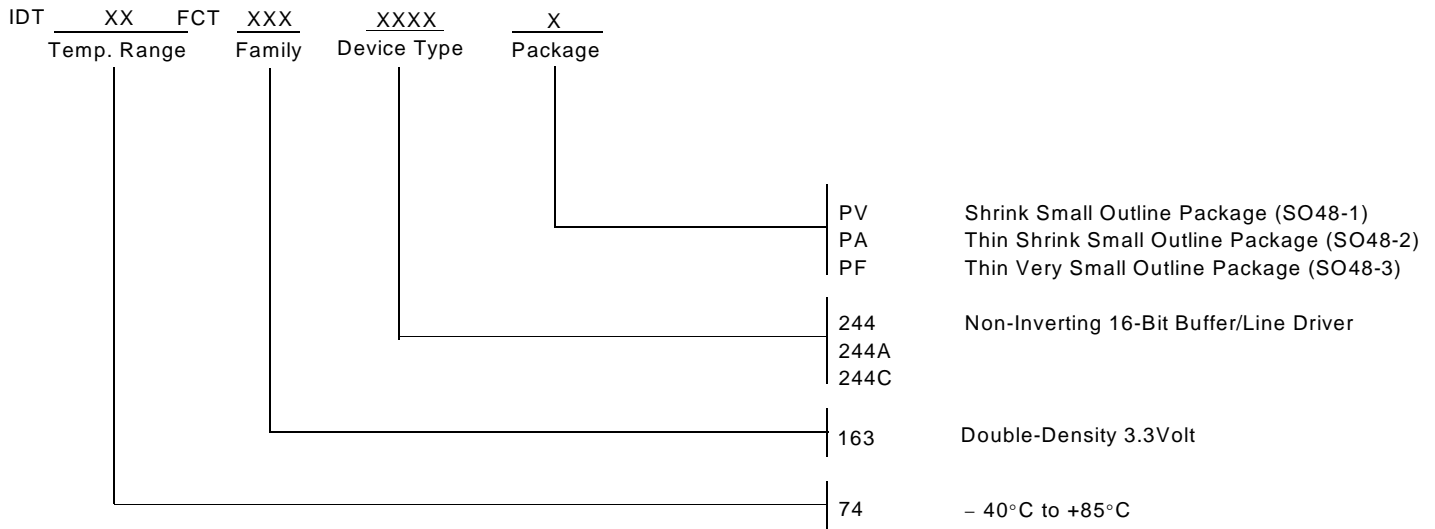 IDT XX FCT XXX XXXX X
Temp. Range Family Device Type Package
PV Shrink Small Outline Package (SO48-1)
PA Thin Shrink Small Outline Package (SO48-2)
PF Thin Very Small Outline Package (SO48-3)
244 Non-Inverting 16-Bit Buffer/Line Driver
244A
244C
163 Double-Density 3.3Volt
74 – 40°C to +85°C